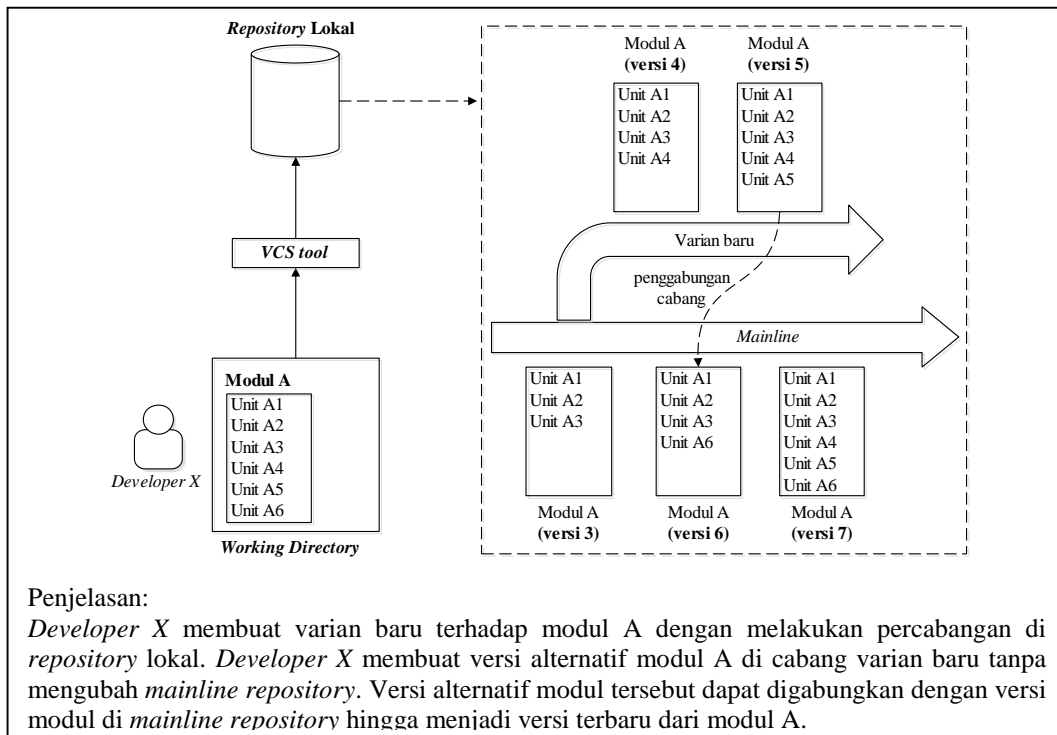 Repository Lokal
VCS tool
Modul A
Unit A1
Unit A2
Unit A3
Unit A4
Unit A5
Unit A6
Developer X
Working Directory
Modul A
(versi 4)
Unit A1
Unit A2
Unit A3
Unit A4
Modul A
(versi 5)
Unit A1
Unit A2
Unit A3
Unit A4
Unit A5
Varian baru
penggabungan
cabang
Mainline
Unit A1
Unit A2
Unit A3
Modul A
(versi 3)
Unit A1
Unit A2
Unit A3
Unit A6
Modul A
(versi 6)
Unit A1
Unit A2
Unit A3
Unit A4
Unit A5
Unit A6
Modul A
(versi 7)
Penjelasan:
Developer X membuat varian baru terhadap modul A dengan melakukan percabangan di
repository lokal. Developer X membuat versi alternatif modul A di cabang varian baru tanpa
mengubah mainline repository. Versi alternatif modul tersebut dapat digabungkan dengan versi
modul di mainline repository hingga menjadi versi terbaru dari modul A.